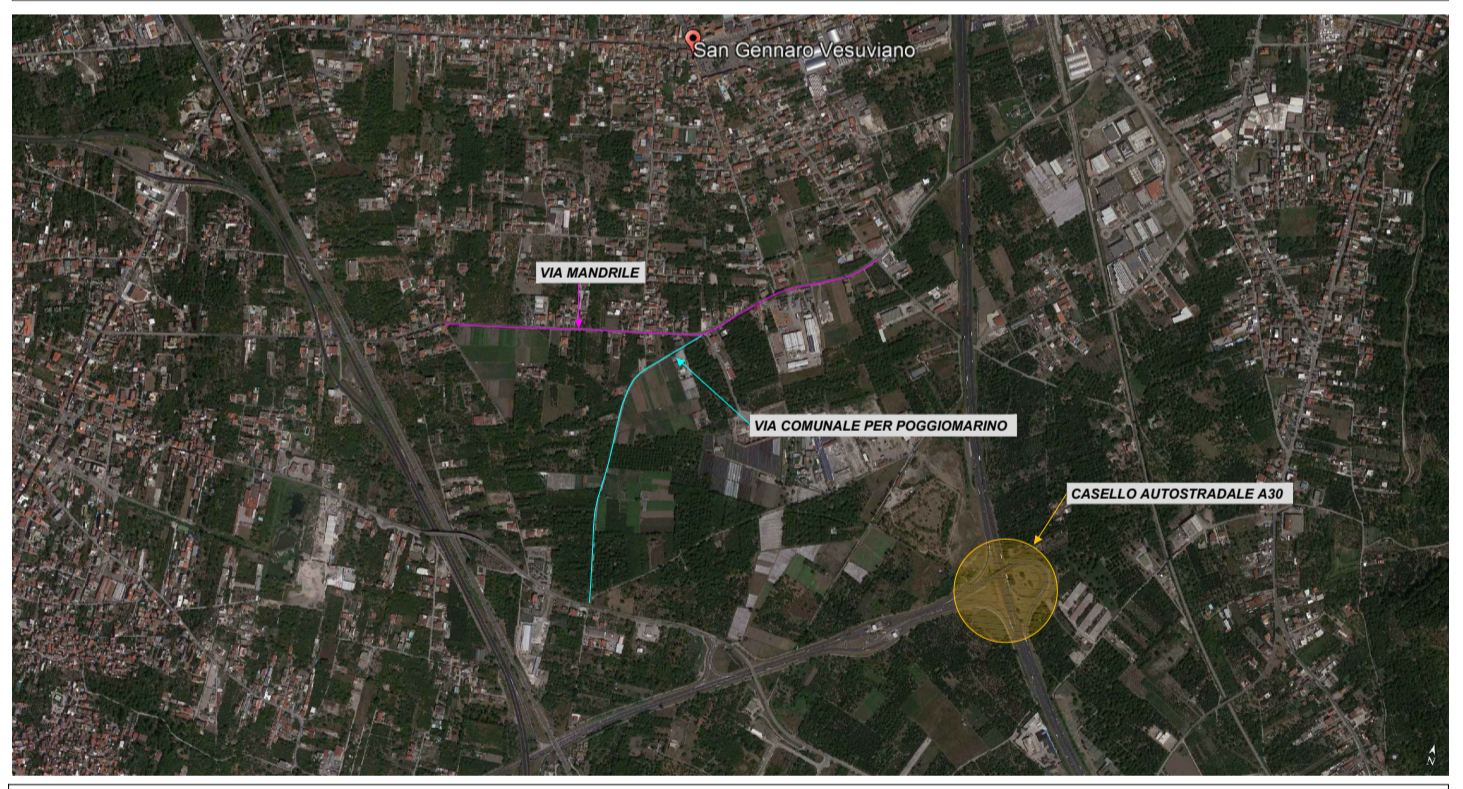 San Gennaro Vesuviano
VIA MANDRILE
VIA COMUNALE PER POGGIOMARINO
CASELLO AUTOSTRADALE A30
N